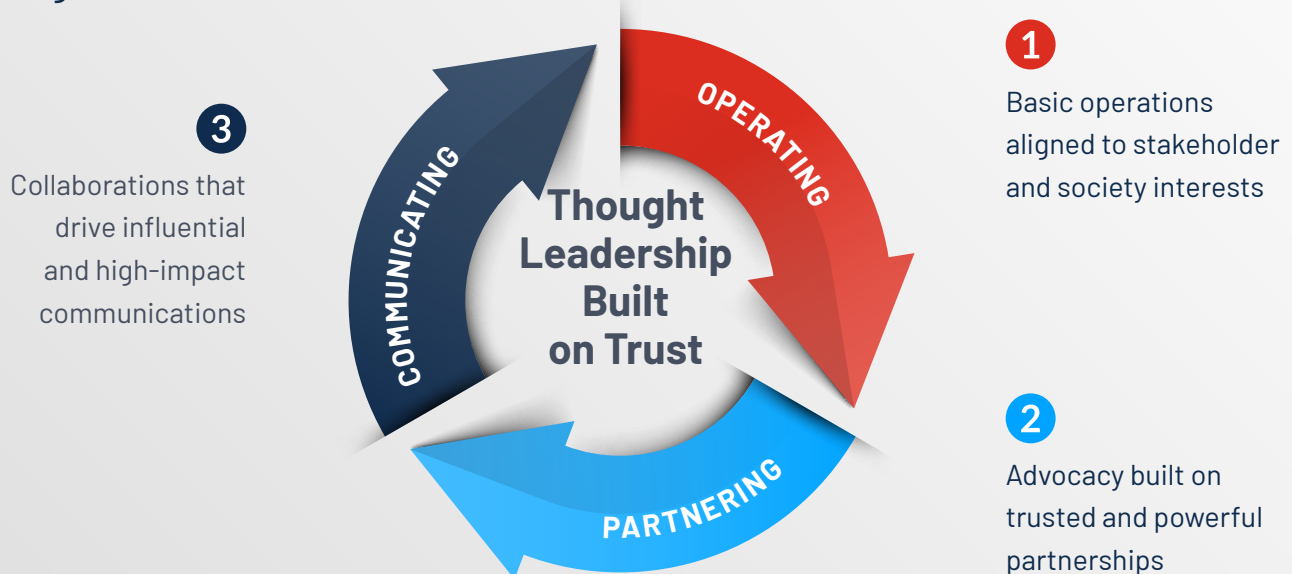 1
Basic operations
aligned to stakeholder
and society interests
OPERATING
3
Collaborations that
drive influential
and high-impact
communications
COMMUNICATING
Thought
Leadership
Built
on Trust
2
Advocacy built on
trusted and powerful
partnerships
PARTNERING